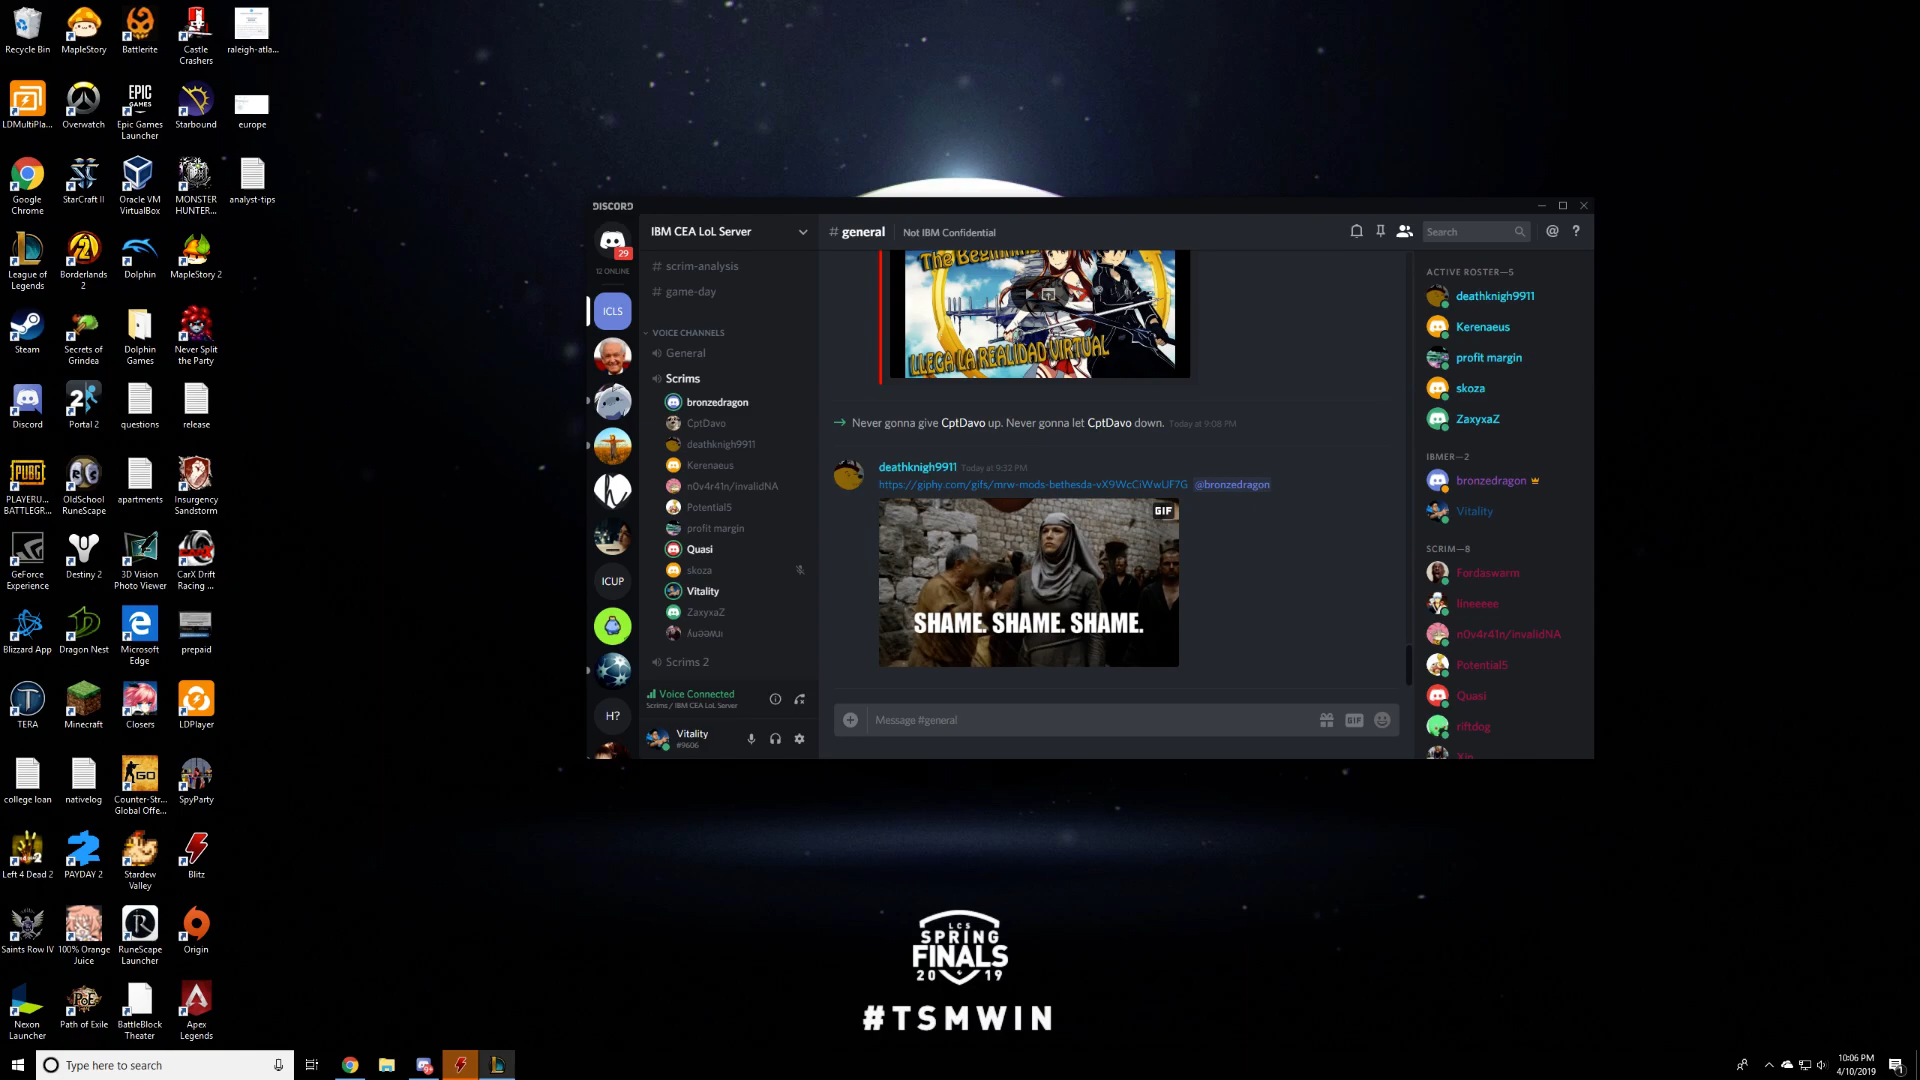 Recycle Bin
MapleStory
Battlerite
Castle
Crashers
raleigh-atla...
LDMultiPla...
Overwatch
EPIC
GAMES
Epic Games
Launcher
Starbound
europe
Google
Chrome
StarCraft II
Oracle VM
VirtualBox
MONSTER
HUNTER...
analyst-tips
League of
Legends
Borderlands
2
Dolphin
MapleStory 2
Steam
Secrets of
Grindea
Dolphin
Games
Never Split
the Party
Discord
Portal 2
questions
release
PUBG
PLAYERU...
BATTLEGR...
OldSchool
RuneScape
apartments
Insurgency
Sandstorm
GeForce
Experience
Destiny 2
3D Vision
Photo Viewer
CarX Drift
Racing ...
Blizzard App
Dragon Nest
Microsoft
Edge
prepaid
TERA
Minecraft
Closers
LDPlayer
college loan
nativelog
Counter-Str...
Global Offe...
SpyParty
Left 4 Dead 2
PAYDAY 2
Stardew
Valley
Blitz
Saints Row IV
100% Orange
Juice
RuneScape
Launcher
Origin
Nexon
Launcher
Path of Exile
BattleBlock
Theater
Apex
Legends
DISCORD
29
12 ONLINE
ICLS
ICUP
H?
IBM CEA LoL Server
# scrim-analysis
# game-day
VOICE CHANNELS
General
Scrims
bronzedragon
CptDavo
deathknigh9911
Kerenaeus
n0v4r41n/invalidNA
Potential5
profit margin
Quasi
skoza
Vitality
ZaxyxaZ
Scrims 2
Voice Connected
Scrims / IBM CEA LoL Server
Vitality
#9606
# general
Not IBM Confidential
Search
The Beginning
LLEGA LA REALIDAD VIRTUAL
Never gonna give CptDavo up. Never gonna let CptDavo down. Today at 9:08 PM
deathknigh9911 Today at 9:32 PM
https://giphy.com/gifs/mrw-mods-bethesda-vX9WcCiWwUF7G @bronzedragon
GIF
SHAME. SHAME. SHAME.
Message #general
GIF
ACTIVE ROSTER—5
deathknigh9911
Kerenaeus
profit margin
skoza
ZaxyxaZ
IBMER—2
bronzedragon
Vitality
SCRIM—8
Fordaswarm
lineeeee
n0v4r41n/invalidNA
Potential5
Quasi
riftdog
Xin
LCS
SPRING
FINALS
2019
#TSMWIN
Type here to search
10:06 PM
4/10/2019